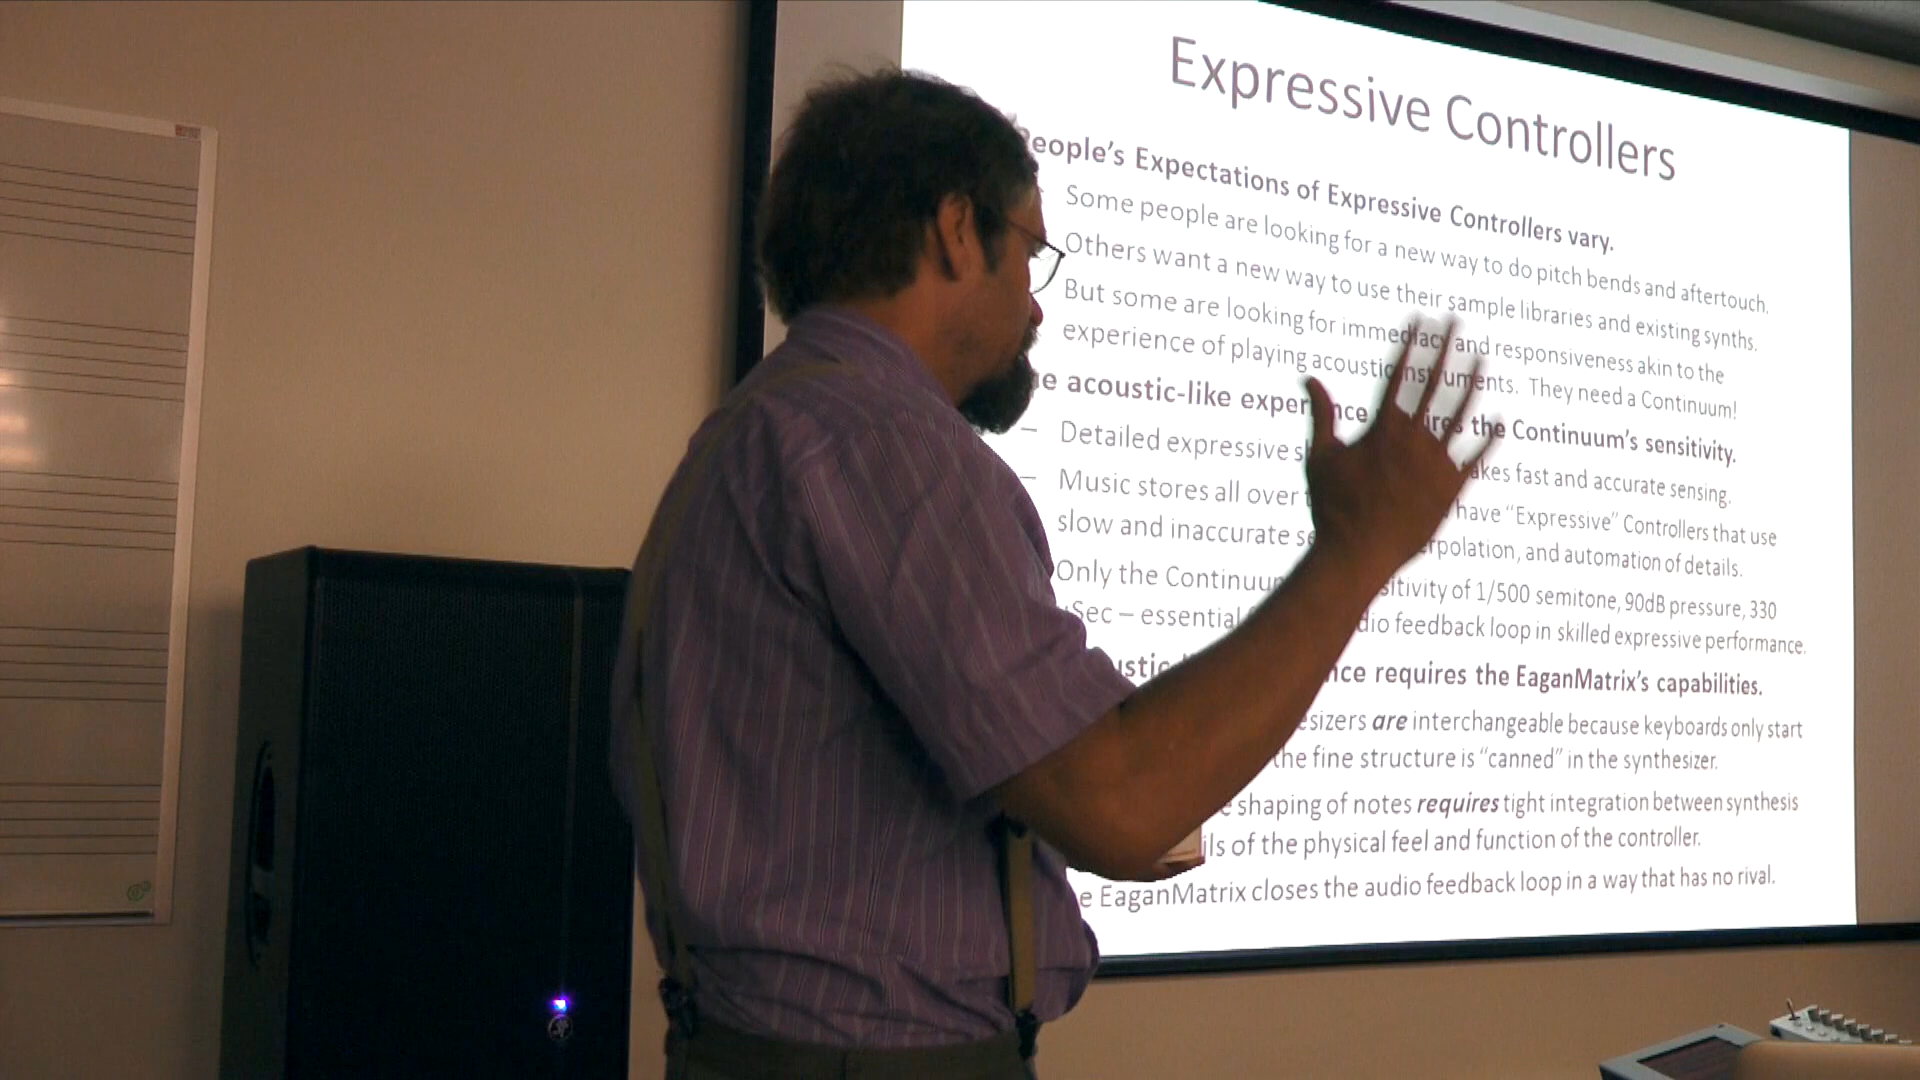 Expressive Controllers
eople's Expectations of Expressive Controllers vary.
Some people are looking for a new way to do pitch bends and aftertouch.
Others want a new way to use their sample libraries and existing synths.
But some are looking for immediacy and responsiveness akin to the
experience of playing acoustic instruments. They need a Continuum!
e acoustic-like experience requires the Continuum's sensitivity.
– Detailed expressive takes fast and accurate sensing.
– Music stores all over have "Expressive" Controllers that use
slow and inaccurate rpolation, and automation of details.
Only the Continuum sitivity of 1/500 semitone, 90dB pressure, 330
µSec – essential dio feedback loop in skilled expressive performance.
ustic nce requires the EaganMatrix's capabilities.
esizers are interchangeable because keyboards only start
the fine structure is "canned" in the synthesizer.
shaping of notes requires tight integration between synthesis
ils of the physical feel and function of the controller.
e EaganMatrix closes the audio feedback loop in a way that has no rival.